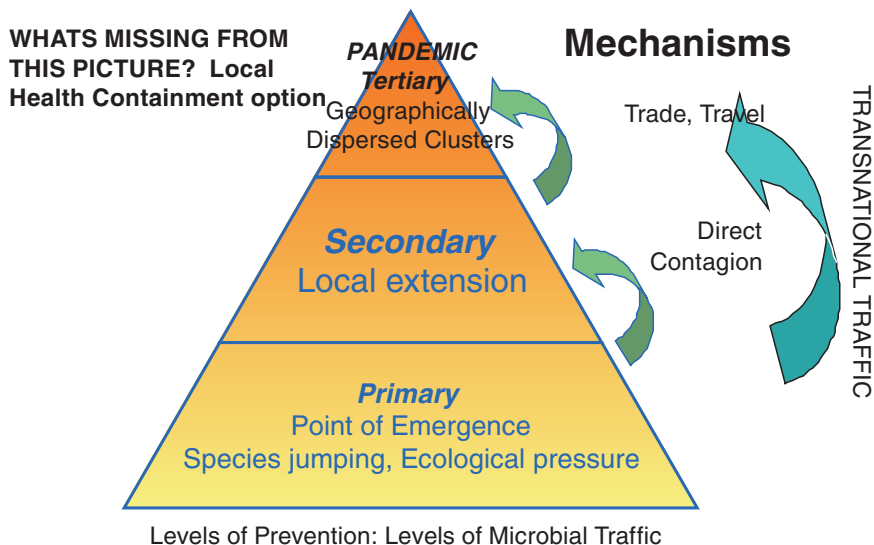 WHATS MISSING FROM
THIS PICTURE? Local
Health Containment option
PANDEMIC
Tertiary
Geographically
Dispersed Clusters
Mechanisms
Trade, Travel
Direct
Contagion
TRANSNATIONAL TRAFFIC
Secondary
Local extension
Primary
Point of Emergence
Species jumping, Ecological pressure
Levels of Prevention: Levels of Microbial Traffic